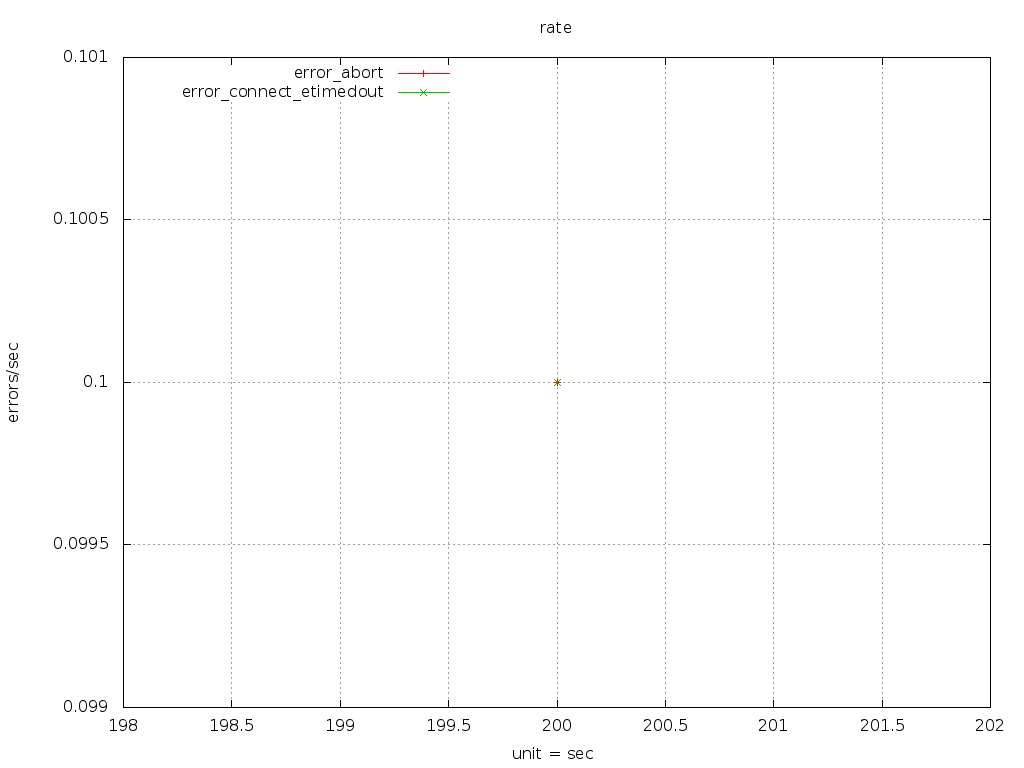 rate
0.101
error_abort
error_connect_etimedout
0.1005
errors/sec
0.1
0.0995
0.099
198 198.5 199 199.5 200 200.5 201 201.5 202
unit = sec